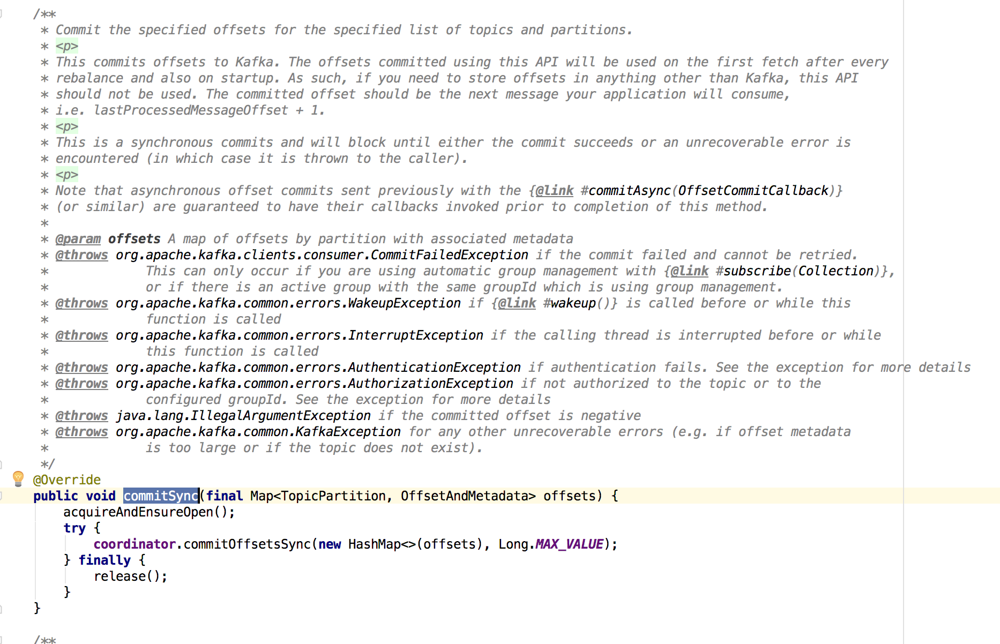 /**
* Commit the specified offsets for the specified list of topics and partitions.
* <p>
* This commits offsets to Kafka. The offsets committed using this API will be used on the first fetch after every
* rebalance and also on startup. As such, if you need to store offsets in anything other than Kafka, this API
* should not be used. The committed offset should be the next message your application will consume,
* i.e. lastProcessedMessageOffset + 1.
* <p>
* This is a synchronous commits and will block until either the commit succeeds or an unrecoverable error is
* encountered (in which case it is thrown to the caller).
* <p>
* Note that asynchronous offset commits sent previously with the {@link #commitAsync(OffsetCommitCallback)}
* (or similar) are guaranteed to have their callbacks invoked prior to completion of this method.
*
* @param offsets A map of offsets by partition with associated metadata
* @throws org.apache.kafka.clients.consumer.CommitFailedException if the commit failed and cannot be retried.
*             This can only occur if you are using automatic group management with {@link #subscribe(Collection)},
*             or if there is an active group with the same groupId which is using group management.
* @throws org.apache.kafka.common.errors.WakeupException if {@link #wakeup()} is called before or while this
*             function is called
* @throws org.apache.kafka.common.errors.InterruptException if the calling thread is interrupted before or while
*             this function is called
* @throws org.apache.kafka.common.errors.AuthenticationException if authentication fails. See the exception for more details
* @throws org.apache.kafka.common.errors.AuthorizationException if not authorized to the topic or to the
*             configured groupId. See the exception for more details
* @throws java.lang.IllegalArgumentException if the committed offset is negative
* @throws org.apache.kafka.common.KafkaException for any other unrecoverable errors (e.g. if offset metadata
*             is too large or if the topic does not exist).
*/
@Override
public void commitSync(final Map<TopicPartition, OffsetAndMetadata> offsets) {
    acquireAndEnsureOpen();
    try {
        coordinator.commitOffsetsSync(new HashMap<>(offsets), Long.MAX_VALUE);
    } finally {
        release();
    }
}
/**